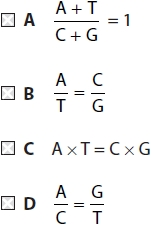 A (A + T)/(C + G) = 1
B A/T = C/G
C A × T = C × G
D A/C = G/T